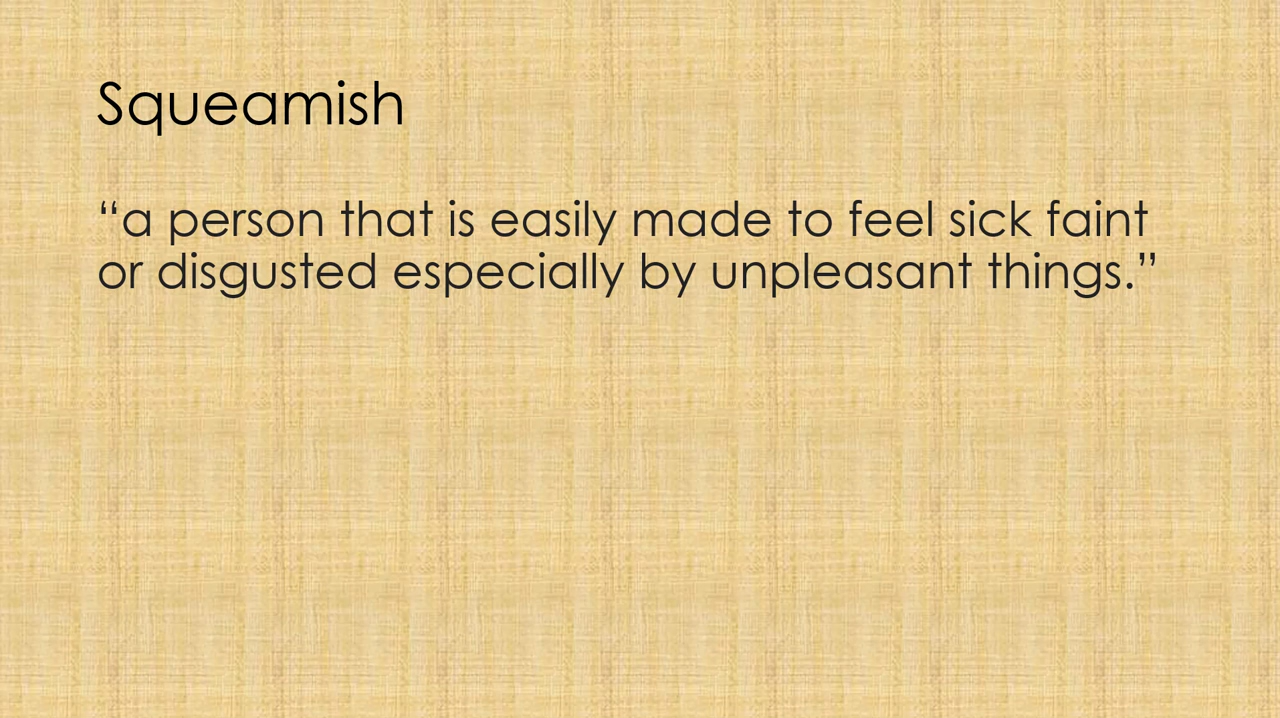 Squeamish
“a person that is easily made to feel sick faint
or disgusted especially by unpleasant things.”